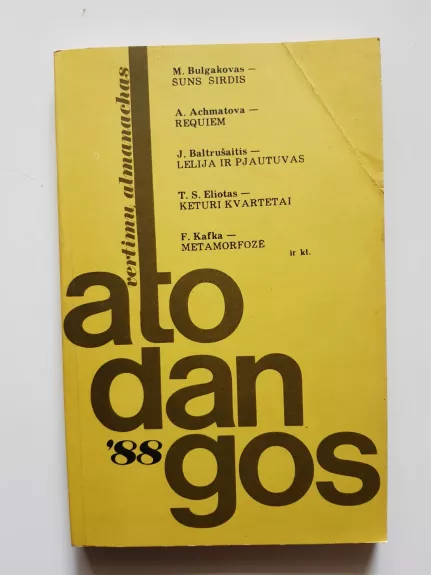 vertimų almanachas
M. Bulgakovas —
ŠUNS SIRDIS
A. Achmatova —
REQUIEM
J. Baltrušaitis —
LELIJA IR PJAUTUVAS
T. S. Eliotas —
KETURI KVARTETAI
F. Kafka —
METAMORFOZĖ
ir kt.
ato
dan
'88
gos